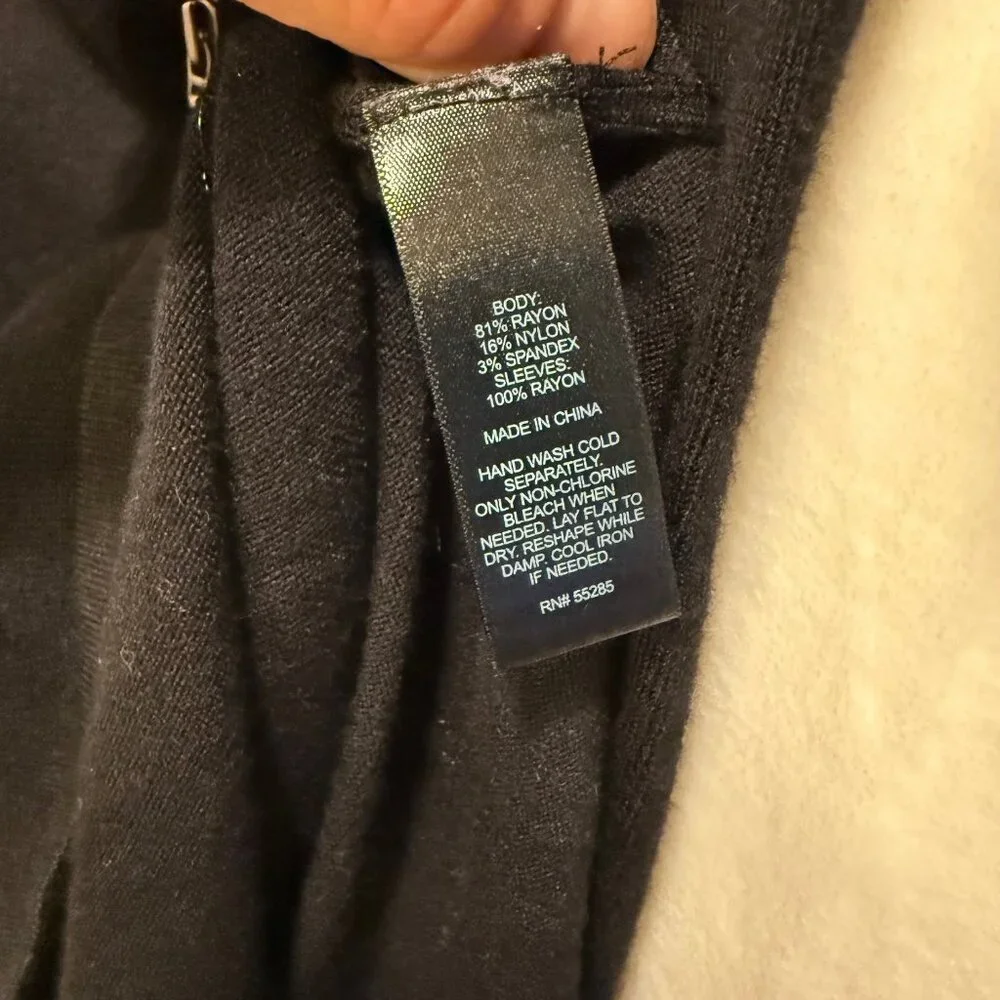 BODY:
81% RAYON
16% NYLON
3% SPANDEX
SLEEVES:
100% RAYON
MADE IN CHINA
HAND WASH COLD
SEPARATELY.
ONLY NON-CHLORINE
BLEACH WHEN
NEEDED. LAY FLAT TO
DRY. RESHAPE WHILE
DAMP. COOL IRON
IF NEEDED.
RN# 55285